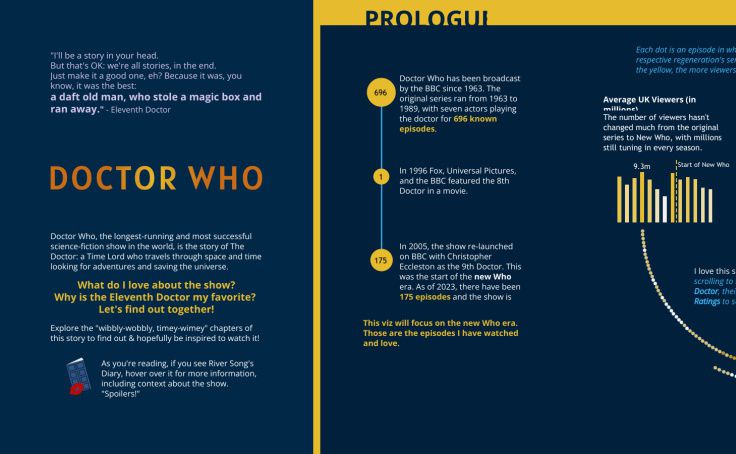 "I'll be a story in your head.
But that's OK: we're all stories, in the end.
Just make it a good one, eh? Because it was, you
know, it was the best:
a daft old man, who stole a magic box and
ran away." - Eleventh Doctor
DOCTOR WHO
Doctor Who, the longest-running and most successful
science-fiction show in the world, is the story of The
Doctor: a Time Lord who travels through space and time
looking for adventures and saving the universe.
What do I love about the show?
Why is the Eleventh Doctor my favorite?
Let's find out together!
Explore the "wibbly-wobbly, timey-wimey" chapters of
this story to find out & hopefully be inspired to watch it!
As you're reading, if you see River Song's
Diary, hover over it for more information,
including context about the show.
"Spoilers!"
PROLOGUE
696
Doctor Who has been broadcast
by the BBC since 1963. The
original series ran from 1963 to
1989, with seven actors playing
the doctor for 696 known
episodes.
1
In 1996 Fox, Universal Pictures,
and the BBC featured the 8th
Doctor in a movie.
175
In 2005, the show re-launched
on BBC with Christopher
Eccleston as the 9th Doctor. This
was the start of the new Who
era. As of 2023, there have been
175 episodes and the show is
This viz will focus on the new Who era.
Those are the episodes I have watched
and love.
Each dot is an episode in
respective regeneration's
the yellow, the more viewers
Average UK Viewers (in
millions)
The number of viewers hasn't
changed much from the original
series to New Who, with millions
still tuning in every season.
9.3m
Start of New Who
I love this
scrolling to
Doctor, their
Ratings to